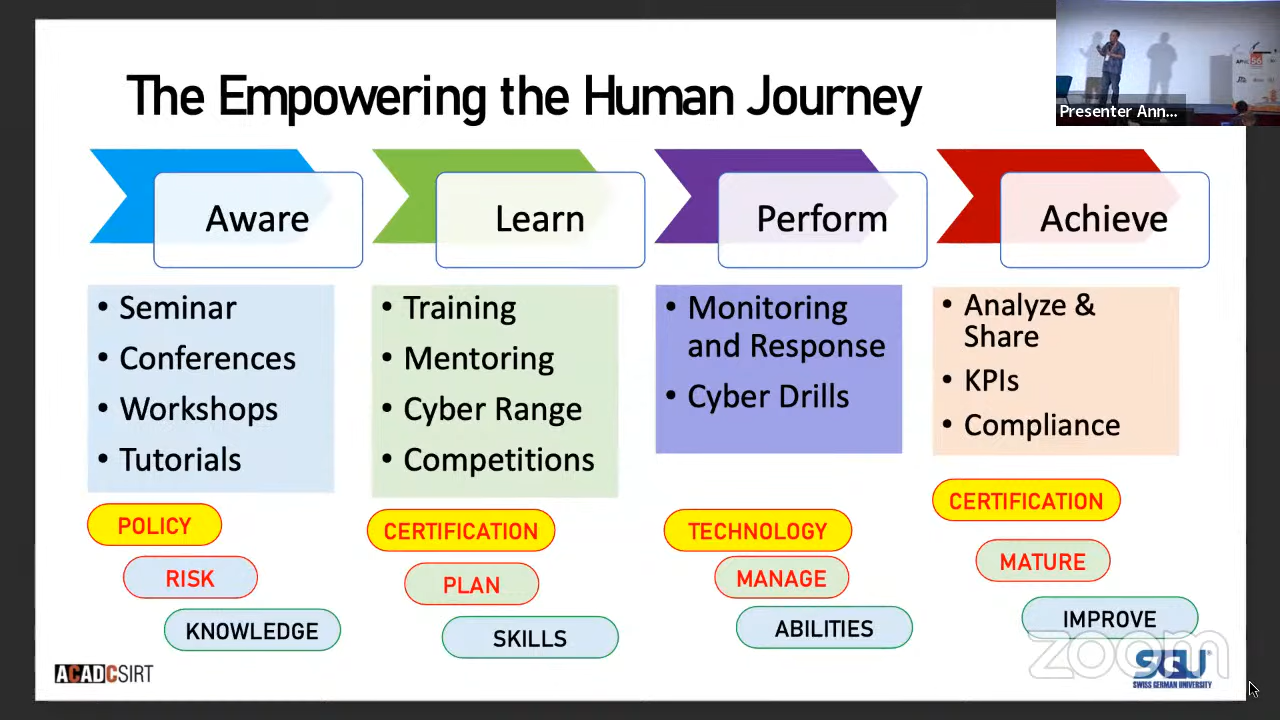 The Empowering the Human Journey
Presenter Ann...
Aware
Learn
Perform
Achieve
• Seminar
• Conferences
• Workshops
• Tutorials
• Training
• Mentoring
• Cyber Range
• Competitions
• Monitoring
and Response
• Cyber Drills
• Analyze &
Share
• KPIs
• Compliance
POLICY
RISK
KNOWLEDGE
CERTIFICATION
PLAN
SKILLS
TECHNOLOGY
MANAGE
ABILITIES
CERTIFICATION
MATURE
IMPROVE
ACADCSIRT
zoom
SGU
SWISS GERMAN UNIVERSITY